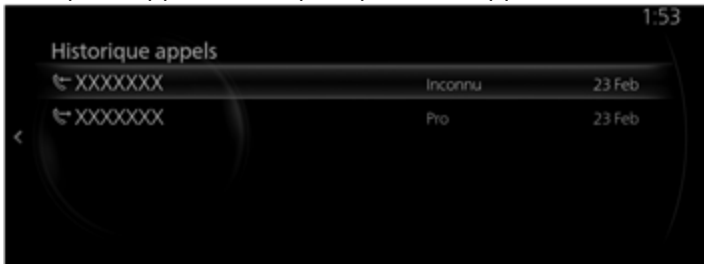 1:53
Historique appels
XXXXXXX Inconnu 23 Feb
XXXXXXX Pro 23 Feb